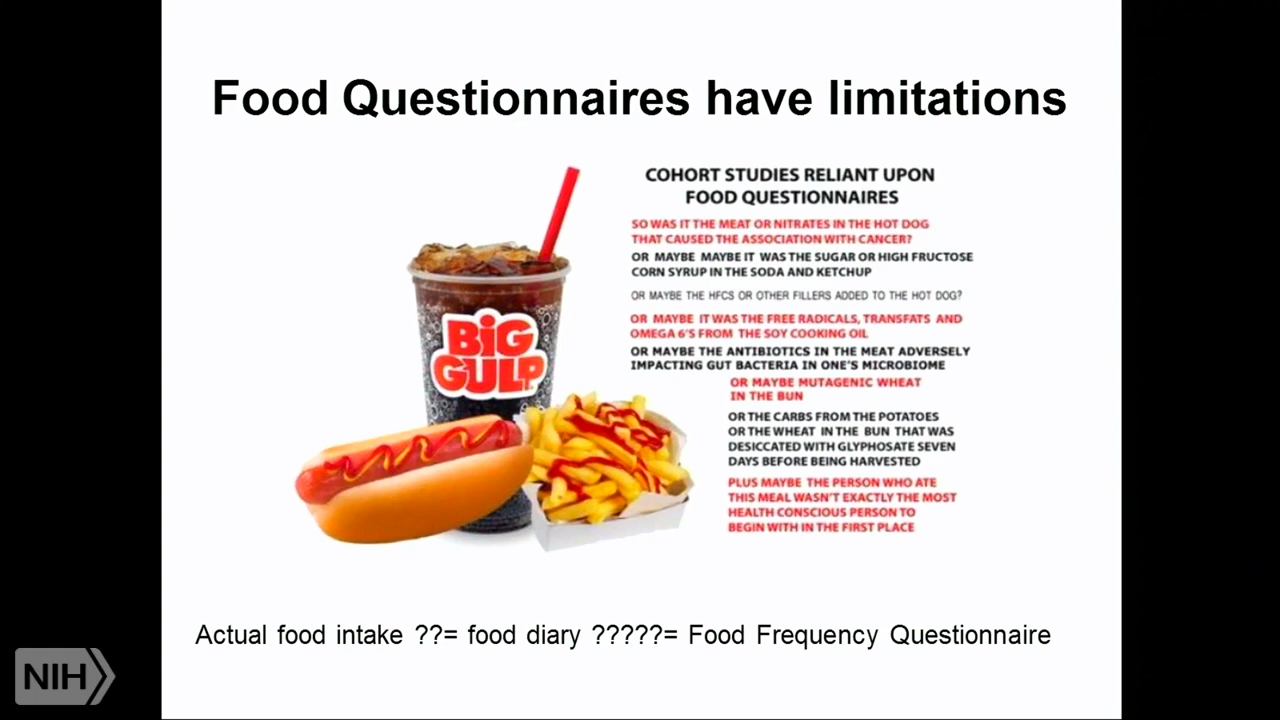 Food Questionnaires have limitations
COHORT STUDIES RELIANT UPON
FOOD QUESTIONNAIRES
SO WAS IT THE MEAT OR NITRATES IN THE HOT DOG
THAT CAUSED THE ASSOCIATION WITH CANCER?
OR MAYBE MAYBE IT WAS THE SUGAR OR HIGH FRUCTOSE
CORN SYRUP IN THE SODA AND KETCHUP
OR MAYBE THE HFCS OR OTHER FILLERS ADDED TO THE HOT DOG?
OR MAYBE IT WAS THE FREE RADICALS, TRANSFATS AND
OMEGA 6'S FROM THE SOY COOKING OIL
OR MAYBE THE ANTIBIOTICS IN THE MEAT ADVERSELY
IMPACTING GUT BACTERIA IN ONE'S MICROBIOME
OR MAYBE MUTAGENIC WHEAT
IN THE BUN
OR THE CARBS FROM THE POTATOES
OR THE WHEAT IN THE BUN THAT WAS
DESICCATED WITH GLYPHOSATE SEVEN
DAYS BEFORE BEING HARVESTED
PLUS MAYBE THE PERSON WHO ATE
THIS MEAL WASN'T EXACTLY THE MOST
HEALTH CONSCIOUS PERSON TO
BEGIN WITH IN THE FIRST PLACE
BiG
GULP
Actual food intake ??= food diary ?????= Food Frequency Questionnaire
NIH